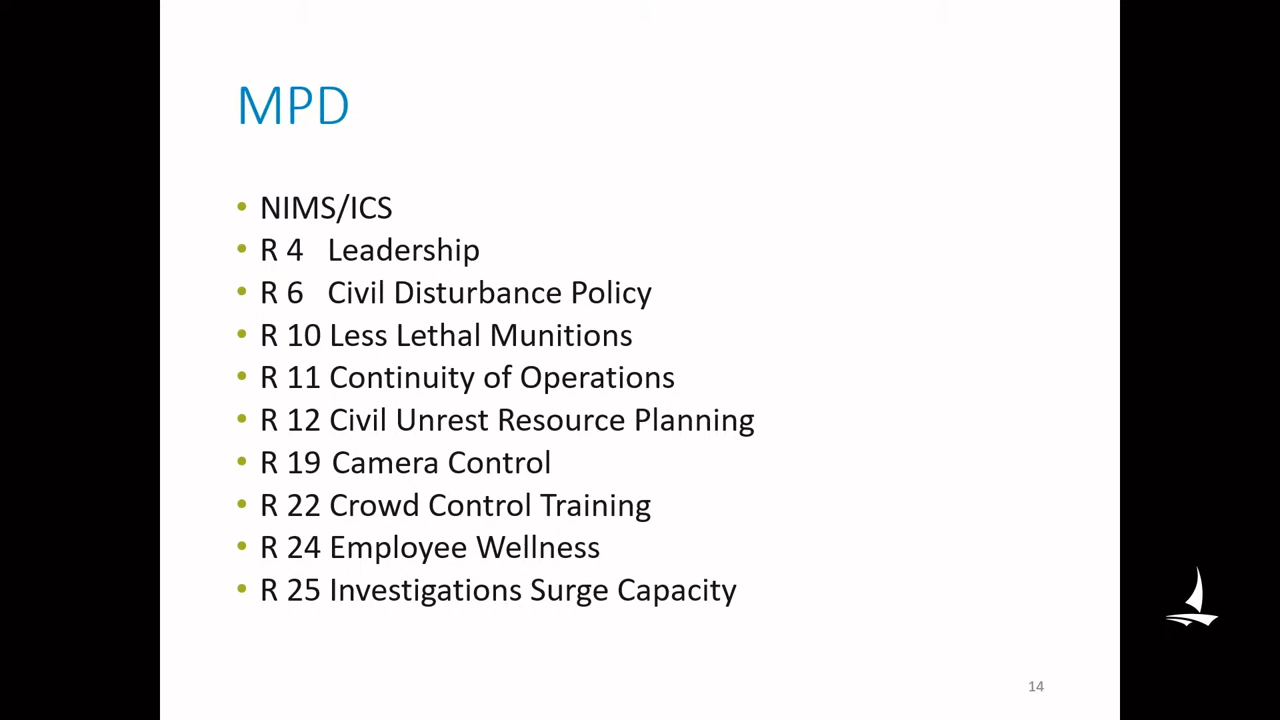 MPD
• NIMS/ICS
• R 4 Leadership
• R 6 Civil Disturbance Policy
• R 10 Less Lethal Munitions
• R 11 Continuity of Operations
• R 12 Civil Unrest Resource Planning
• R 19 Camera Control
• R 22 Crowd Control Training
• R 24 Employee Wellness
• R 25 Investigations Surge Capacity
14